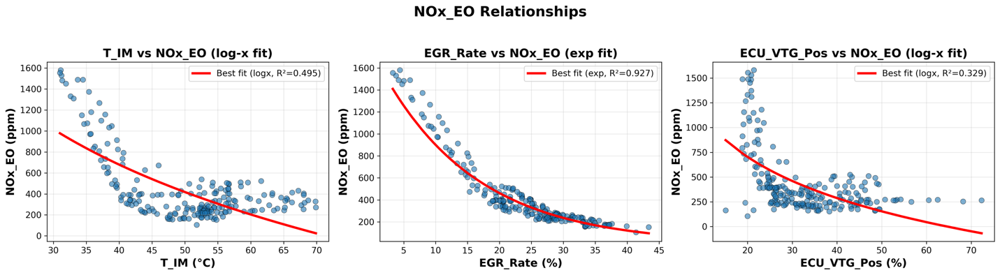 NOx_EO Relationships
T_IM vs NOx_EO (log-x fit)
Best fit (logx, R²=0.495)
NOx_EO (ppm)
1600
1400
1200
1000
800
600
400
200
0
30 35 40 45 50 55 60 65 70
T_IM (°C)
EGR_Rate vs NOx_EO (exp fit)
Best fit (exp, R²=0.927)
NOx_EO (ppm)
1600
1400
1200
1000
800
600
400
200
5 10 15 20 25 30 35 40 45
EGR_Rate (%)
ECU_VTG_Pos vs NOx_EO (log-x fit)
Best fit (logx, R²=0.329)
NOx_EO (ppm)
1500
1250
1000
750
500
250
0
20 30 40 50 60 70
ECU_VTG_Pos (%)